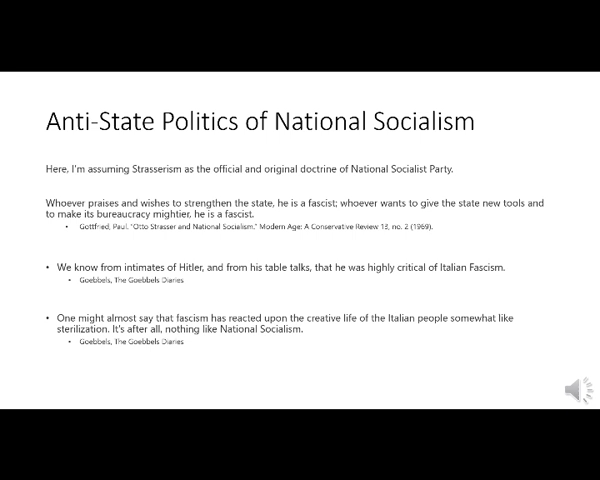 Anti-State Politics of National Socialism
Here, I'm assuming Strasserism as the official and original doctrine of National Socialist Party.
Whoever praises and wishes to strengthen the state, he is a fascist; whoever wants to give the state new tools and
to make its bureaucracy mightier, he is a fascist.
• Gottfried, Paul. "Otto Strasser and National Socialism," Modern Age: A Conservative Review 13, no. 2 (1969).
• We know from intimates of Hitler, and from his table talks, that he was highly critical of Italian Fascism.
• Goebbels, The Goebbels Diaries
• One might almost say that fascism has reacted upon the creative life of the Italian people somewhat like
sterilization. It's after all, nothing like National Socialism.
• Goebbels, The Goebbels Diaries